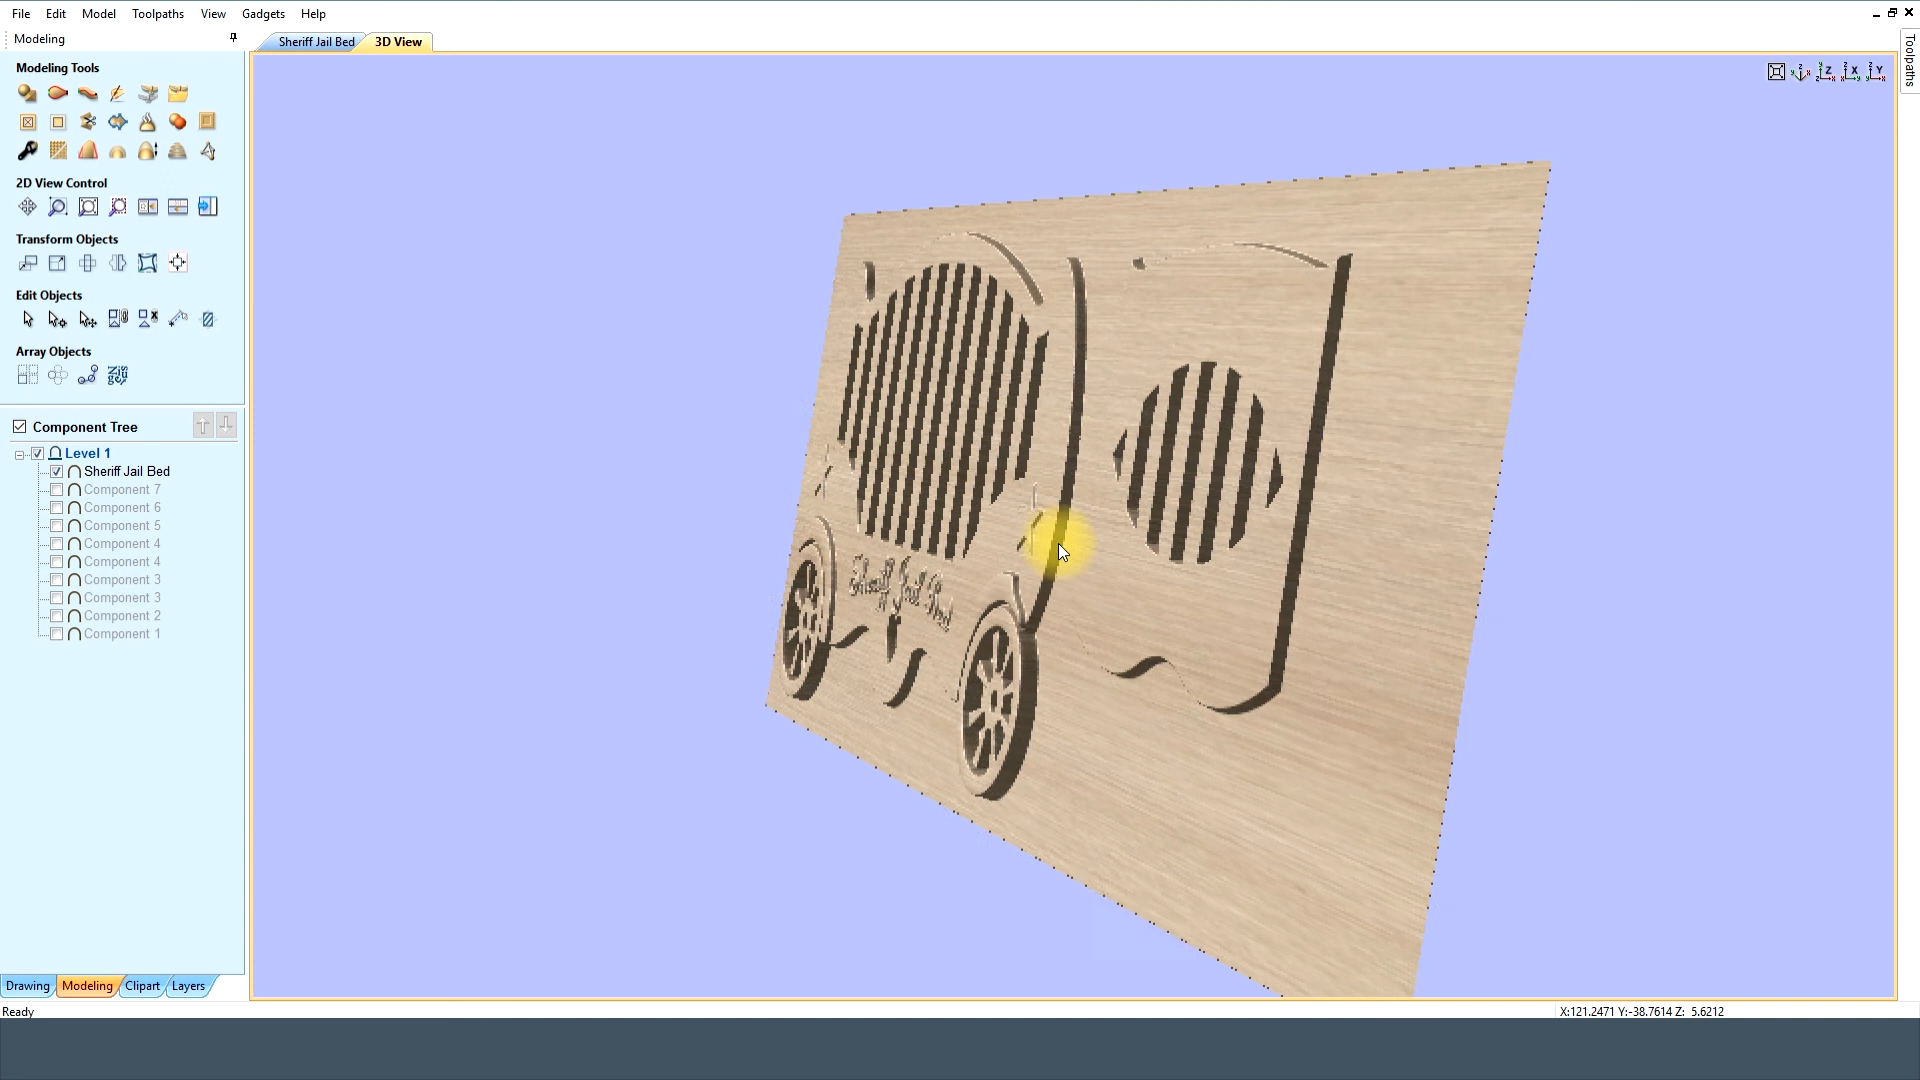 File Edit Model Toolpaths View Gadgets Help
Modeling
Sheriff Jail Bed 3D View
Modeling Tools
2D View Control
Transform Objects
Edit Objects
Array Objects
Component Tree
Level 1
Sheriff Jail Bed
Component 7
Component 6
Component 5
Component 4
Component 4
Component 3
Component 3
Component 2
Component 1
Sheriff Jail Bed
Toolpaths
Drawing Modeling Clipart Layers
Ready
X:121.2471 Y:-38.7614 Z: 5.6212